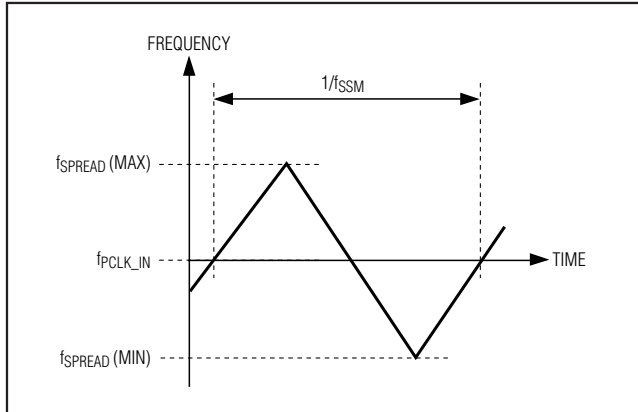 FREQUENCY
1/fSSM
fSPREAD (MAX)
fPCLK_IN
TIME
fSPREAD (MIN)